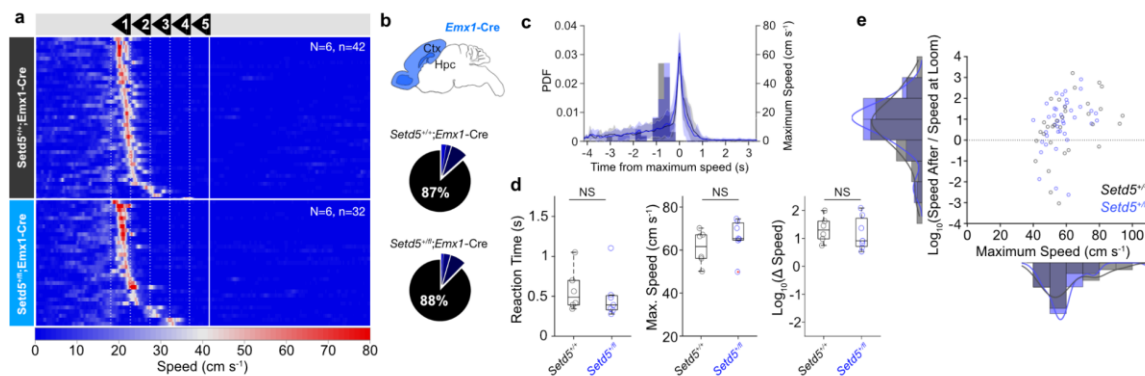 a
1 2 3 4 5
Setd5+/+;Emx1-Cre
N=6, n=42
Setd5+/fl;Emx1-Cre
N=6, n=32
0 20 40 60 80
Speed (cm s-1)
b
Emx1-Cre
Ctx
Hpc
Setd5+/+;Emx1-Cre
87%
Setd5+/fl;Emx1-Cre
88%
c
PDF
0.04
0.03
0.02
0.01
0
80
60
40
20
0
Maximum Speed (cm s-1)
-4 -3 -2 -1 0 1 2 3
Time from maximum speed (s)
d
NS
Reaction Time (s)
1.5
1
0.5
0
Setd5+/+
Setd5+/fl
NS
Max. Speed (cm s-1)
80
60
40
20
Setd5+/+
Setd5+/fl
NS
Log10(Δ Speed)
2
1
0
-1
-2
Setd5+/+
Setd5+/fl
e
Log10(Speed After / Speed at Loom)
4
3
2
1
0
-1
-2
-3
-4
Setd5+/
Setd5+/f
0 20 40 60 80 100
Maximum Speed (cm s-1)